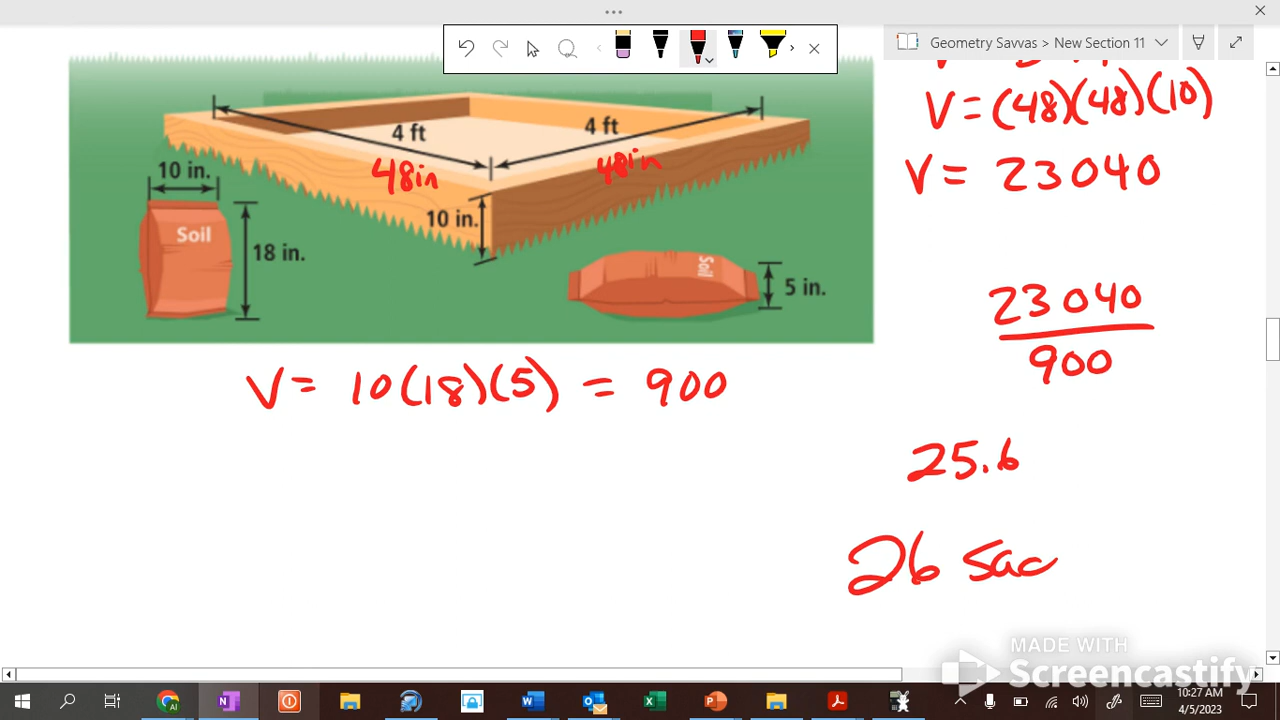 Geometry Savvas > New Section 11
V = (48)(48)(10)
V = 23040
4 ft
4 ft
48in
48in
10 in.
10 in.
Soil
18 in.
Soil
5 in.
23040
900
V = 10(18)(5) = 900
25.6
26 sac
MADE WITH
Screencastify
10:27 AM
4/5/2023